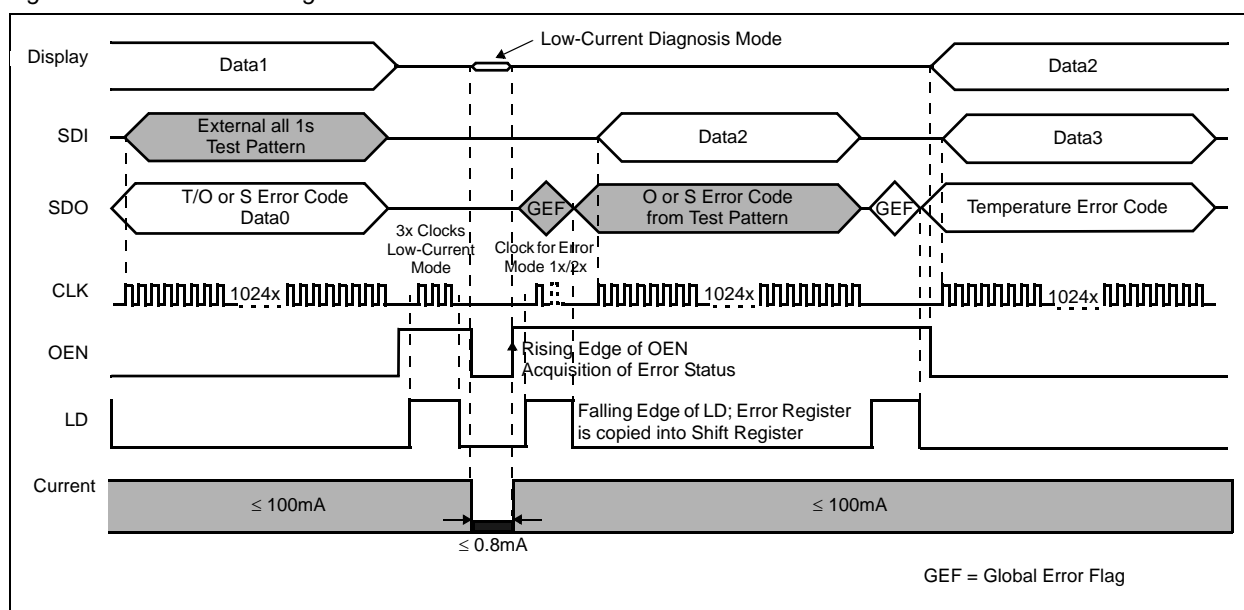 Low-Current Diagnosis Mode
Display
Data1
Data2
SDI
External all 1s
Test Pattern
Data2
Data3
SDO
T/O or S Error Code
Data0
GEF
O or S Error Code
from Test Pattern
GEF
Temperature Error Code
3x Clocks
Low-Current
Mode
Clock for Error
Mode 1x/2x
CLK
1024x
1024x
1024x
OEN
Rising Edge of OEN
Acquisition of Error Status
LD
Falling Edge of LD; Error Register
is copied into Shift Register
Current
≤ 100mA
≤ 100mA
≤ 0.8mA
GEF = Global Error Flag